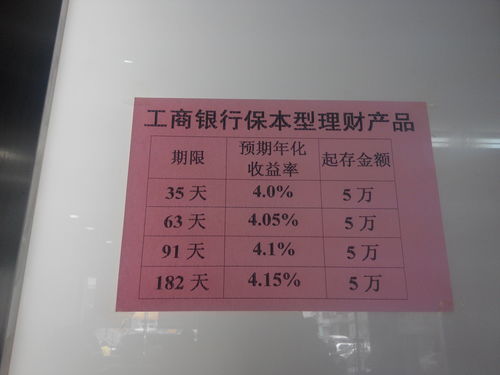 工商银行保本型理财产品
期限 预期年化收益率 起存金额
35 天 4.0% 5 万
63 天 4.05% 5 万
91 天 4.1% 5 万
182 天 4.15% 5 万